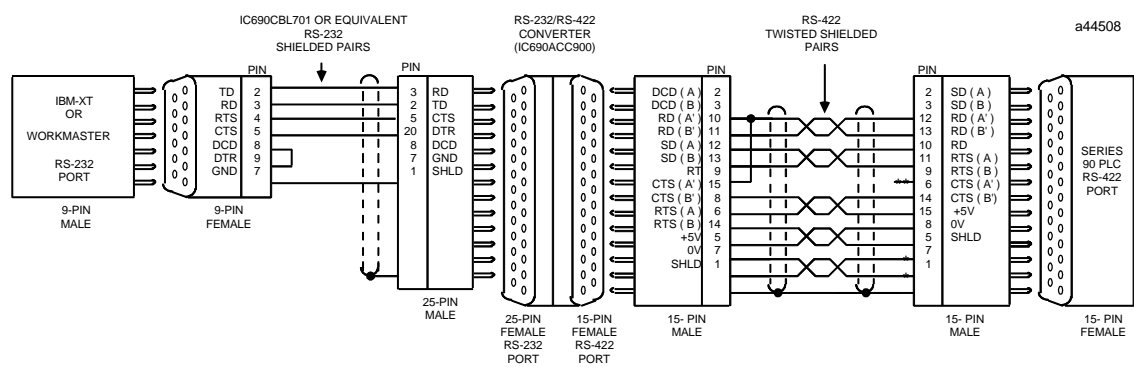 IC690CBL701 OR EQUIVALENT
RS-232
SHIELDED PAIRS
RS-232/RS-422
CONVERTER
(IC690ACC900)
RS-422
TWISTED SHIELDED
PAIRS
a44508
IBM-XT
OR
WORKMASTER
RS-232
PORT
9-PIN
MALE
PIN
TD 2
RD 3
RTS 4
CTS 5
DCD 8
DTR 9
GND 7
9-PIN
FEMALE
PIN
3 RD
2 TD
5 CTS
20 DTR
8 DCD
7 GND
1 SHLD
25-PIN
MALE
25-PIN
FEMALE
RS-232
PORT
15-PIN
FEMALE
RS-422
PORT
PIN
DCD ( A ) 2
DCD ( B ) 3
RD ( A' ) 10
RD ( B' ) 11
SD ( A ) 12
SD ( B ) 13
RT 9
CTS ( A' ) 15
CTS ( B' ) 8
RTS ( A ) 6
RTS ( B ) 14
+5V 5
0V 7
SHLD 1
15- PIN
MALE
PIN
2 SD ( A )
3 SD ( B )
12 RD ( A' )
13 RD ( B' )
10 RD
11 RTS ( A )
9 RTS ( B )
** 6 CTS ( A' )
14 CTS ( B')
15 +5V
8 0V
5 SHLD
7
* 1
*
15- PIN
MALE
SERIES
90 PLC
RS-422
PORT
15- PIN
FEMALE